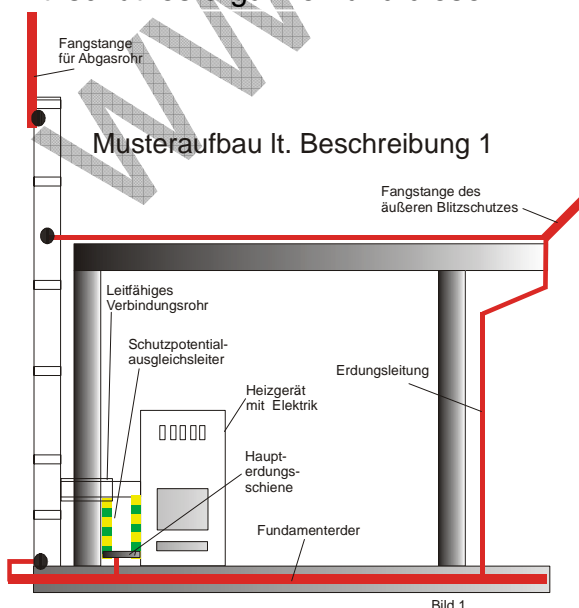 Fangstange
für Abgasrohr
www
Musteraufbau lt. Beschreibung 1
Fangstange des
äußeren Blitzschutzes
Leitfähiges
Verbindungsrohr
Schutzpotential-
ausgleichsleiter
Erdungsleitung
Heizgerät
mit Elektrik
Haupt-
erdungs-
schiene
Fundamenterder
Bild 1